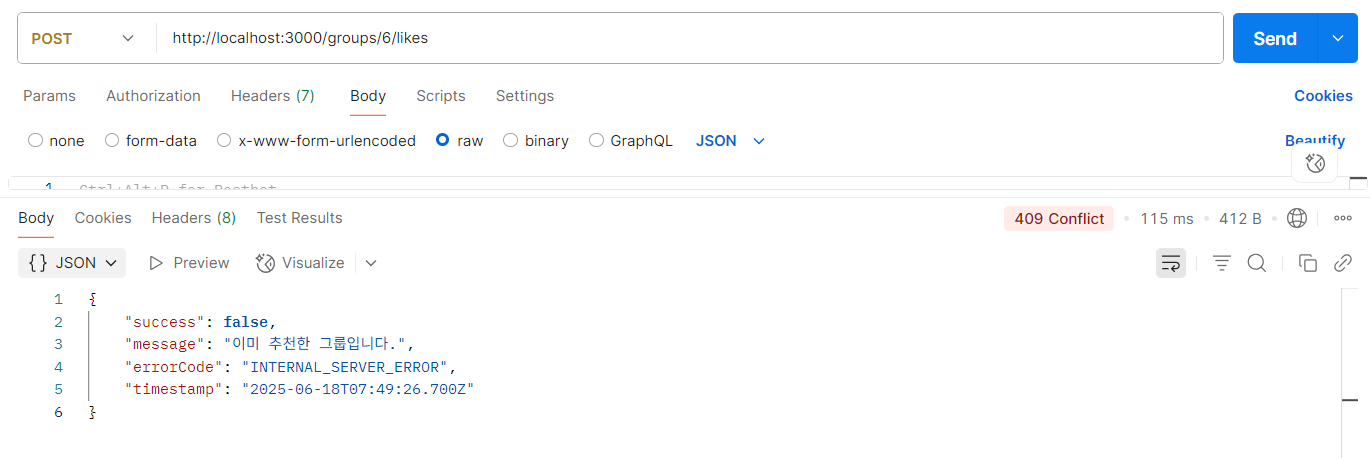 POST http://localhost:3000/groups/6/likes Send
Params Authorization Headers (7) Body Scripts Settings Cookies
none form-data x-www-form-urlencoded raw binary GraphQL JSON Beautify
1 Ctrl+Alt+P for Postbot
Body Cookies Headers (8) Test Results 409 Conflict • 115 ms • 412 B •
{} JSON Preview Visualize
1 {
2 "success": false,
3 "message": "이미 추천한 그룹입니다.",
4 "errorCode": "INTERNAL_SERVER_ERROR",
5 "timestamp": "2025-06-18T07:49:26.700Z"
6 }